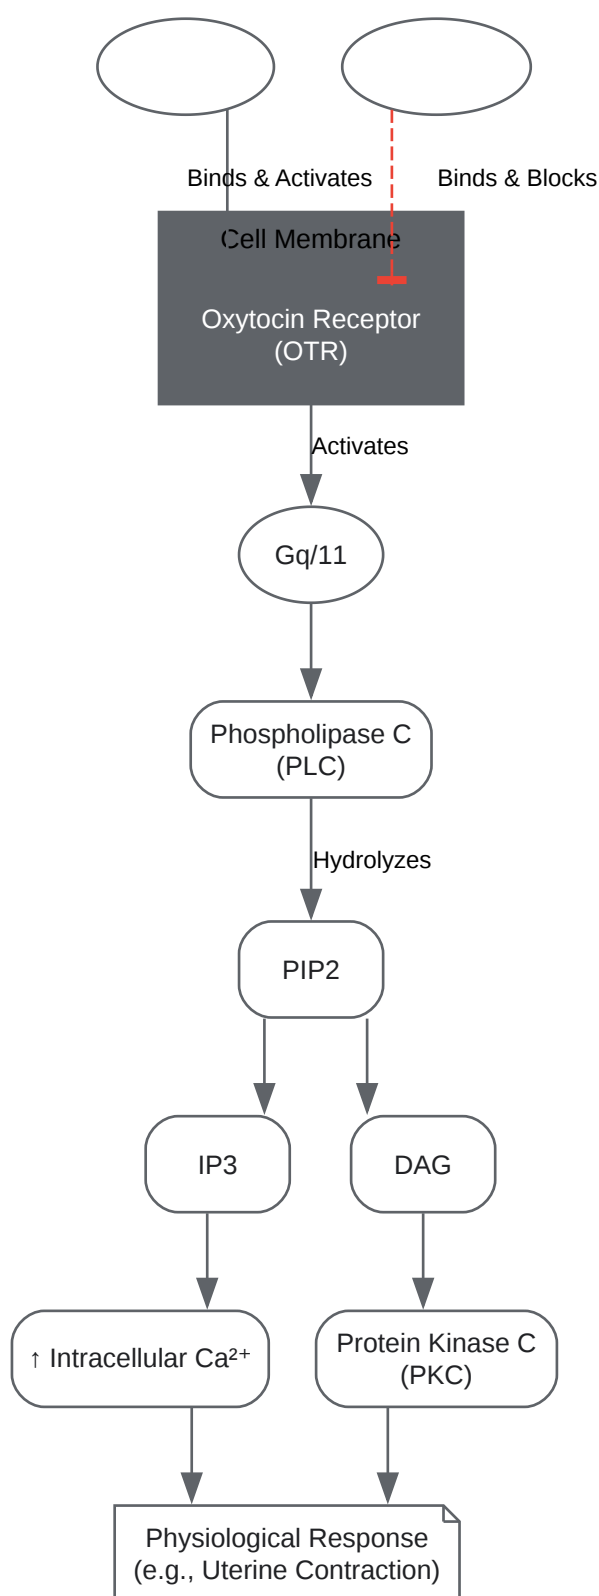 Binds & Activates
Binds & Blocks
Cell Membrane
Oxytocin Receptor
(OTR)
Activates
Gq/11
Phospholipase C
(PLC)
Hydrolyzes
PIP2
IP3
DAG
↑ Intracellular Ca²⁺
Protein Kinase C
(PKC)
Physiological Response
(e.g., Uterine Contraction)